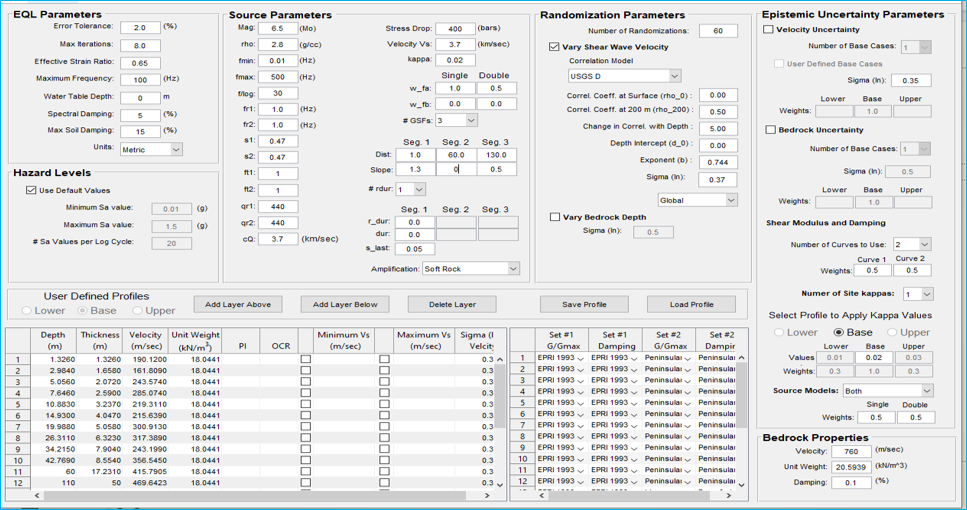 EQL Parameters
Error Tolerance: 2.0 (%)
Max Iterations: 8.0
Effective Strain Ratio: 0.65
Maximum Frequency: 100 (Hz)
Water Table Depth: 0 m
Spectral Damping: 5 (%)
Max Soil Damping: 15 (%)
Units: Metric
Hazard Levels
Use Default Values
Minimum Sa value: 0.01 (g)
Maximum Sa value: 1.5 (g)
# Sa Values per Log Cycle: 20
Source Parameters
Mag: 6.5 (Mo)
rho: 2.8 (g/cc)
fmin: 0.01 (Hz)
fmax: 500 (Hz)
f/log: 30
fr1: 1.0 (Hz)
fr2: 1.0 (Hz)
s1: 0.47
s2: 0.47
ft1: 1
ft2: 1
qr1: 440
qr2: 440
cQ: 3.7 (km/sec)
Stress Drop: 400 (bars)
Velocity Vs: 3.7 (km/sec)
kappa: 0.02
Single Double
w_fa: 1.0 0.5
w_fb: 0.0 0.0
# GSFs: 3
Seg. 1 Seg. 2 Seg. 3
Dist: 1.0 60.0 130.0
Slope: 1.3 0 0.5
# rdur: 1
Seg. 1 Seg. 2 Seg. 3
r_dur: 0.0
dur: 0.0
s_last: 0.05
Amplification: Soft Rock
Randomization Parameters
Number of Randomizations: 60
Vary Shear Wave Velocity
Correlation Model
USGS D
Correl. Coeff. at Surface (rho_0) : 0.00
Correl. Coeff. at 200 m (rho_200) : 0.50
Change in Correl. with Depth : 5.00
Depth Intercept (d_0) : 0.00
Exponent (b) : 0.744
Sigma (ln): 0.37
Global
Vary Bedrock Depth
Sigma (ln): 0.5
Epistemic Uncertainty Parameters
Velocity Uncertainty
Number of Base Cases: 1
User Defined Base Cases
Sigma (ln): 0.35
Lower Base Upper
Weights: 1.0
Bedrock Uncertainty
Number of Base Cases: 1
Sigma (ln): 0.5
Lower Base Upper
Weights: 1.0
Shear Modulus and Damping
Number of Curves to Use: 2
Curve 1 Curve 2
Weights: 0.5 0.5
Numer of Site kappas: 1
Select Profile to Apply Kappa Values
Lower Base Upper
Lower Base Upper
Values 0.01 0.02 0.03
Weights: 0.3 1.0 0.3
Source Models: Both
Single Double
Weights: 0.5 0.5
Bedrock Properties
Velocity: 760 (m/sec)
Unit Weight: 20.5939 (kN/m^3)
Damping: 0.1 (%)
User Defined Profiles
Lower Base Upper
Add Layer Above Add Layer Below Delete Layer Save Profile Load Profile
Depth (m) Thickness (m) Velocity (m/sec) Unit Weight (kN/m³) PI OCR Minimum Vs (m/sec) Maximum Vs (m/sec) Sigma (l Velcity
1 1.3260 1.3260 190.1200 18.0441 0.3
2 2.9840 1.6580 161.8090 18.0441 0.3
3 5.0560 2.0720 243.5740 18.0441 0.3
4 7.6460 2.5900 285.0740 18.0441 0.3
5 10.8830 3.2370 219.3110 18.0441 0.3
6 14.9300 4.0470 215.6390 18.0441 0.3
7 19.9880 5.0580 300.9130 18.0441 0.3
8 26.3110 6.3230 317.3890 18.0441 0.3
9 34.2150 7.9040 243.1990 18.0441 0.3
10 42.7690 8.5540 356.5450 18.0441 0.3
11 60 17.2310 415.7905 18.0441 0.3
12 110 50 469.6423 18.0441 0.3
Set #1 G/Gmax Set #1 Damping Set #2 G/Gmax Set #2 Dampir
1 EPRI 1993 EPRI 1993 Peninsular Peninsular
2 EPRI 1993 EPRI 1993 Peninsular Peninsular
3 EPRI 1993 EPRI 1993 Peninsular Peninsular
4 EPRI 1993 EPRI 1993 Peninsular Peninsular
5 EPRI 1993 EPRI 1993 Peninsular Peninsular
6 EPRI 1993 EPRI 1993 Peninsular Peninsular
7 EPRI 1993 EPRI 1993 Peninsular Peninsular
8 EPRI 1993 EPRI 1993 Peninsular Peninsular
9 EPRI 1993 EPRI 1993 Peninsular Peninsular
10 EPRI 1993 EPRI 1993 Peninsular Peninsular
11 EPRI 1993 EPRI 1993 Peninsular Peninsular
12 EPRI 1993 EPRI 1993 Peninsular Peninsular